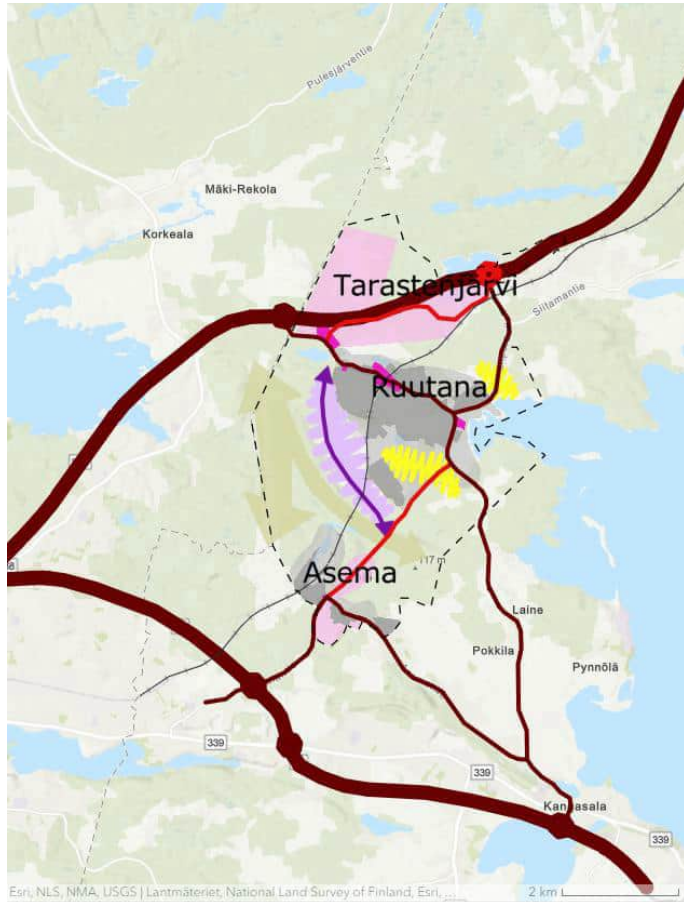 Pulesjärventie
Mäki-Rekola
Korkeala
Tarastenjärvi
Siitamantie
Ruutana
117 m
Asema
Laine
Pokkila
Pynnölä
339
339
Kangasala
339
Esri, NLS, NMA, USGS | Lantmäteriet, National Land Survey of Finland, Esri, ...
2 km